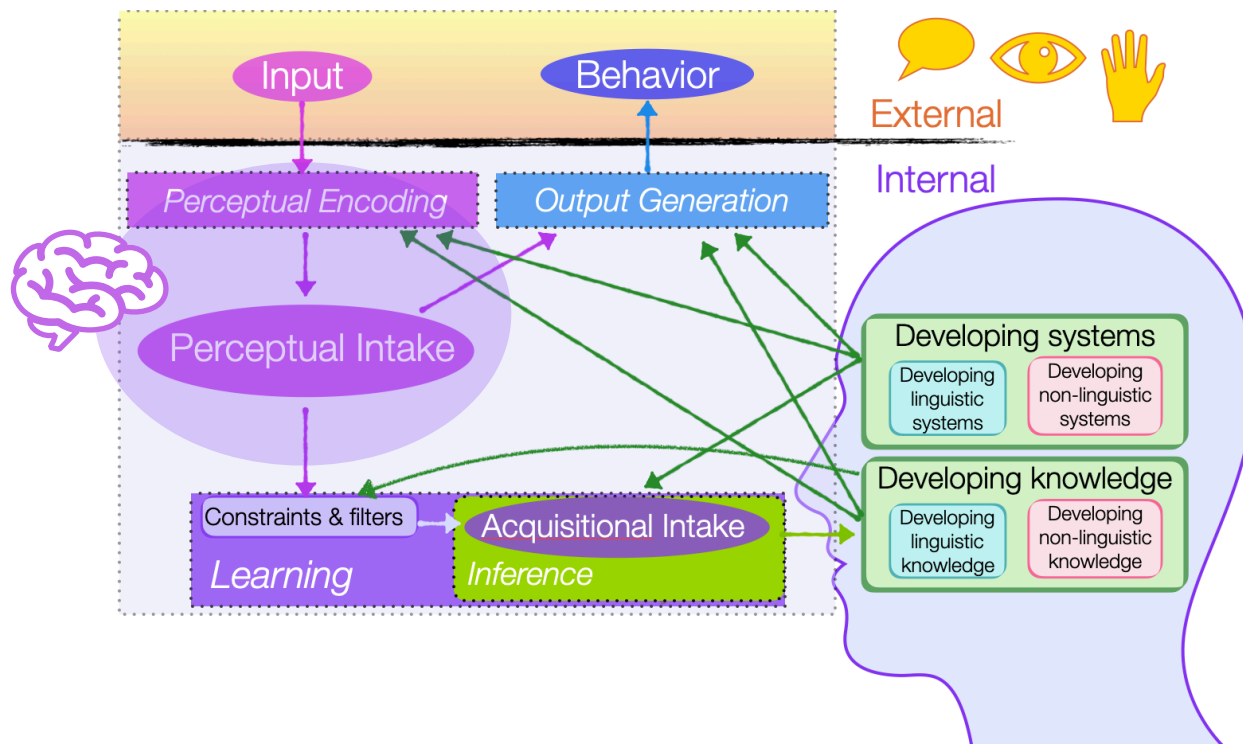 Input
Behavior
External
Internal
Perceptual Encoding
Output Generation
Perceptual Intake
Developing systems
Developing
linguistic
systems
Developing
non-linguistic
systems
Developing knowledge
Developing
linguistic
knowledge
Developing
non-linguistic
knowledge
Constraints & filters
Acquisitional Intake
Learning
Inference